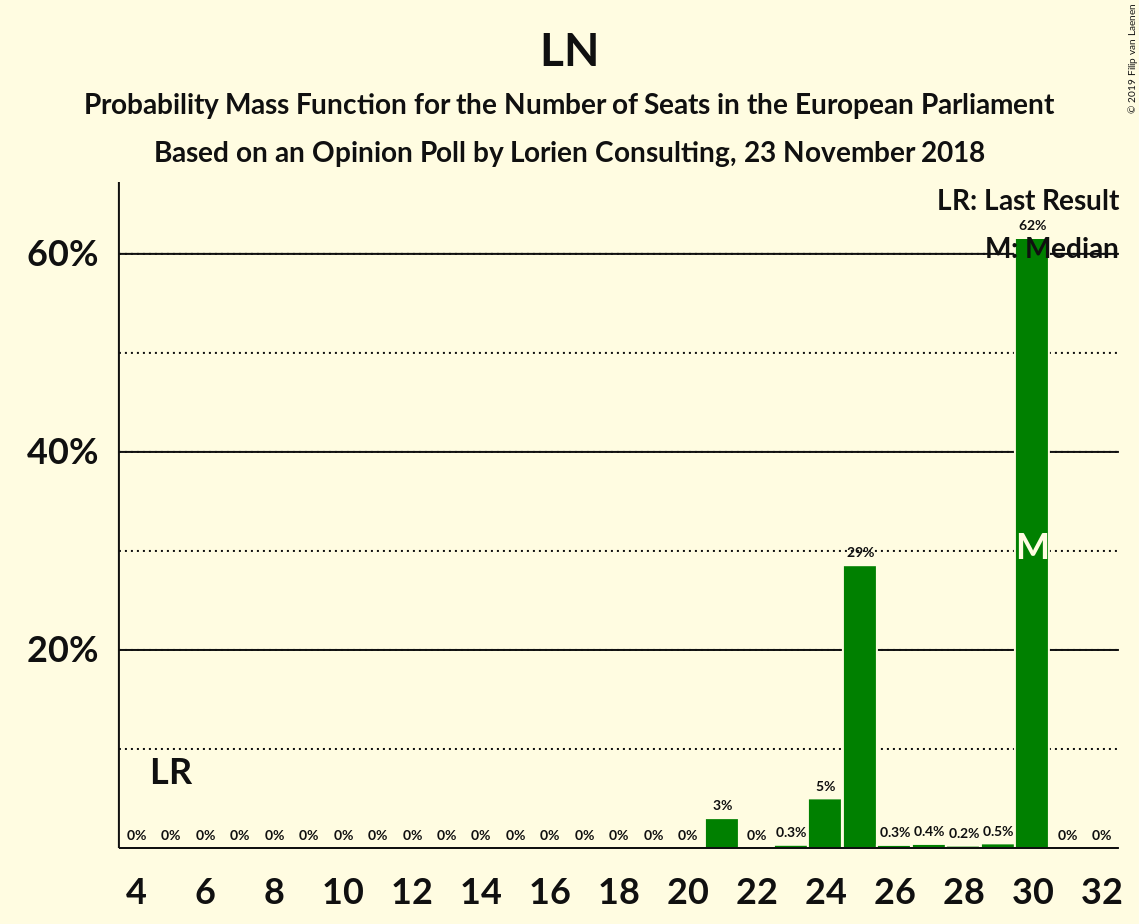 LN
Probability Mass Function for the Number of Seats in the European Parliament
Based on an Opinion Poll by Lorien Consulting, 23 November 2018
© 2019 Filip van Laenen
LR: Last Result
62%
M: Median
60%
40%
M
29%
20%
LR
5%
3%
0% 0% 0% 0% 0% 0% 0% 0% 0% 0% 0% 0% 0% 0% 0% 0% 0% 0% 0.3% 0.3% 0.4% 0.2% 0.5% 0% 0%
4 6 8 10 12 14 16 18 20 22 24 26 28 30 32